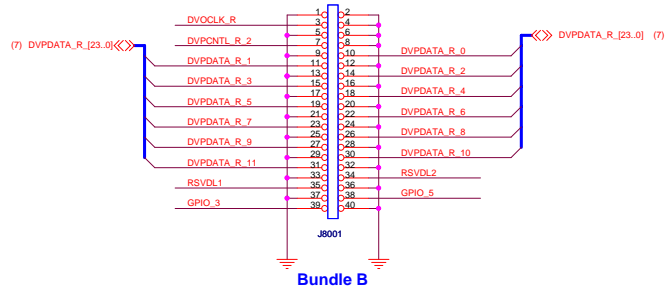 1 2
DVOCLK_R 3 4
(7) DVPDATA_R_[23..0] 5 6 DVPDATA_R_[23..0] (7)
DVPCNTL_R_2 7 8
9 10 DVPDATA_R_0
DVPDATA_R_1 11 12
13 14 DVPDATA_R_2
DVPDATA_R_3 15 16
17 18 DVPDATA_R_4
DVPDATA_R_5 19 20
21 22 DVPDATA_R_6
DVPDATA_R_7 23 24
25 26 DVPDATA_R_8
DVPDATA_R_9 27 28
29 30 DVPDATA_R_10
DVPDATA_R_11 31 32
33 34 RSVDL2
RSVDL1 35 36
37 38 GPIO_5
GPIO_3 39 40
J8001
Bundle B